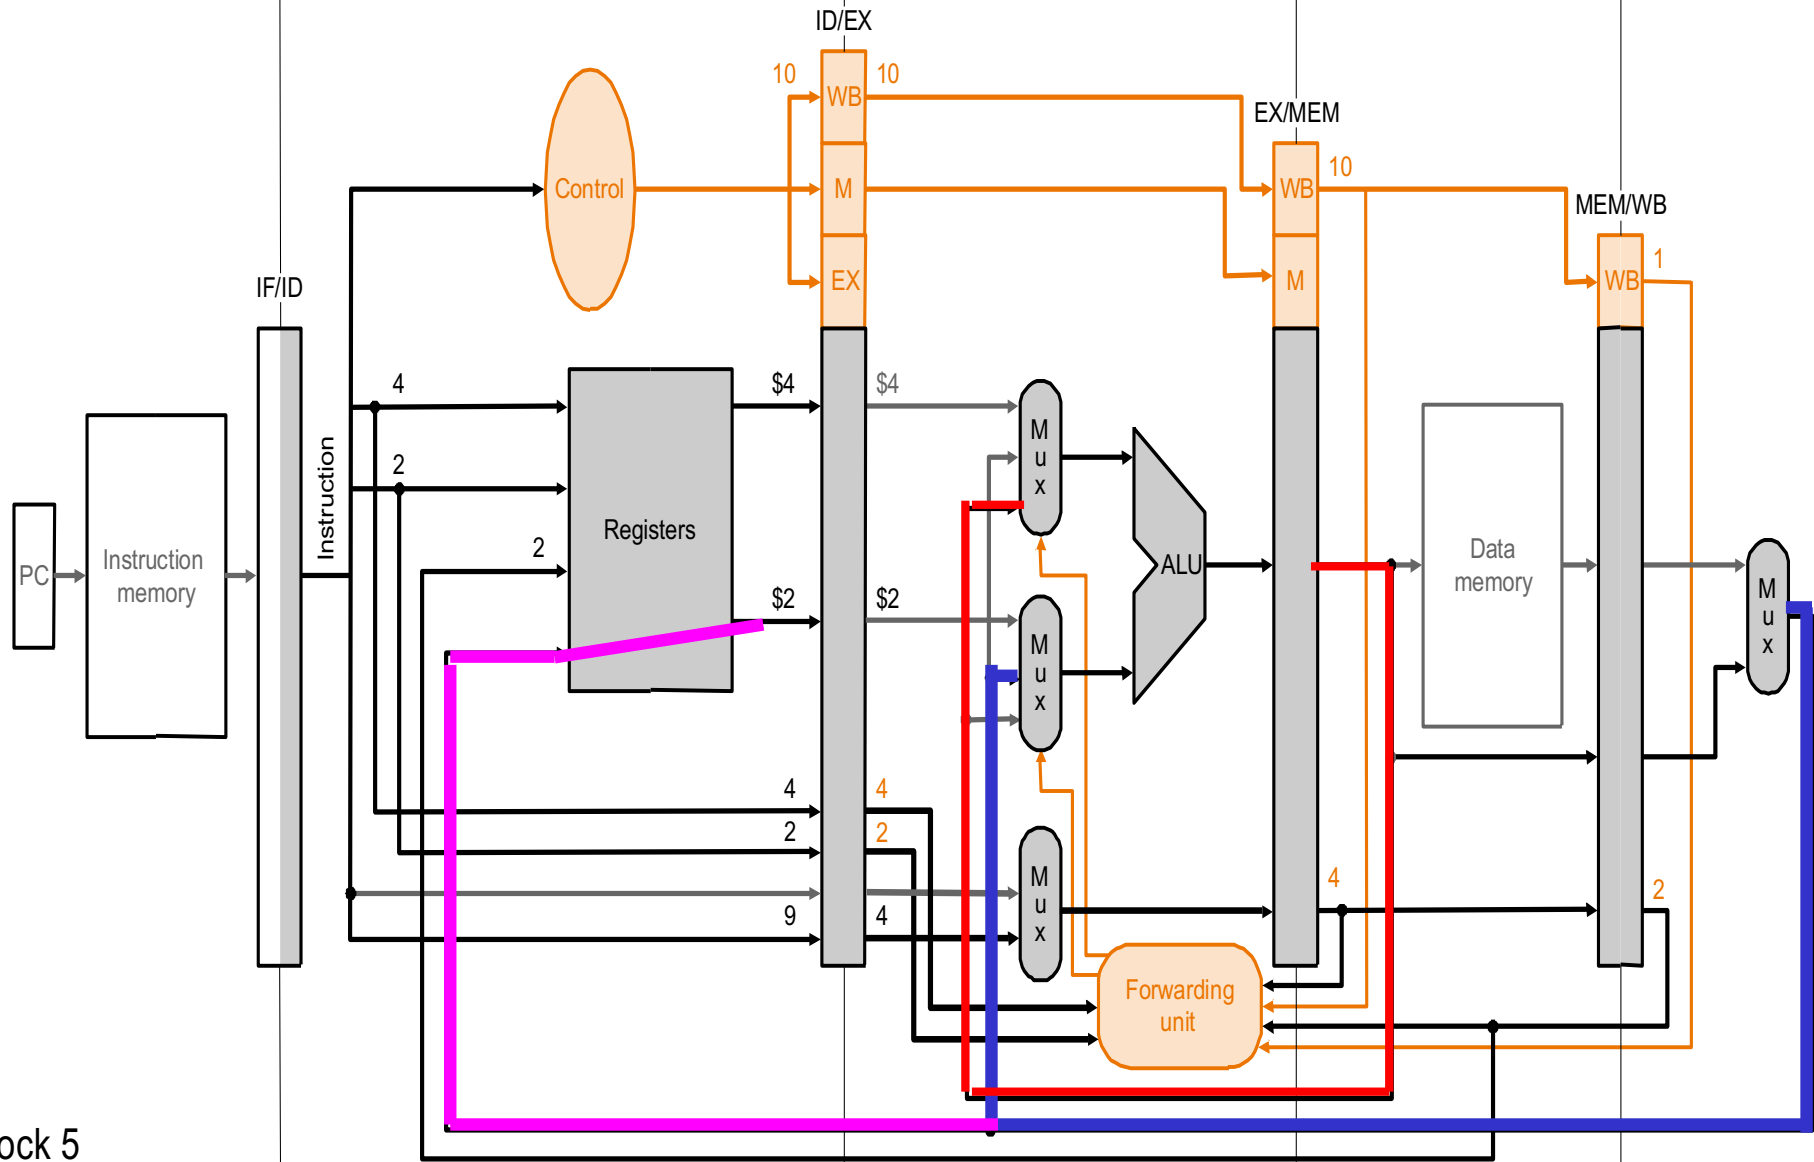 ID/EX
10
WB
10
EX/MEM
Control
M
WB
10
MEM/WB
IF/ID
EX
M
WB
1
4
$4
$4
M
u
x
Instruction
2
Registers
2
ALU
PC
Instruction
memory
Data
memory
M
u
x
$2
$2
M
u
x
4
4
2
2
M
u
x
4
2
9
4
Forwarding
unit
ock 5